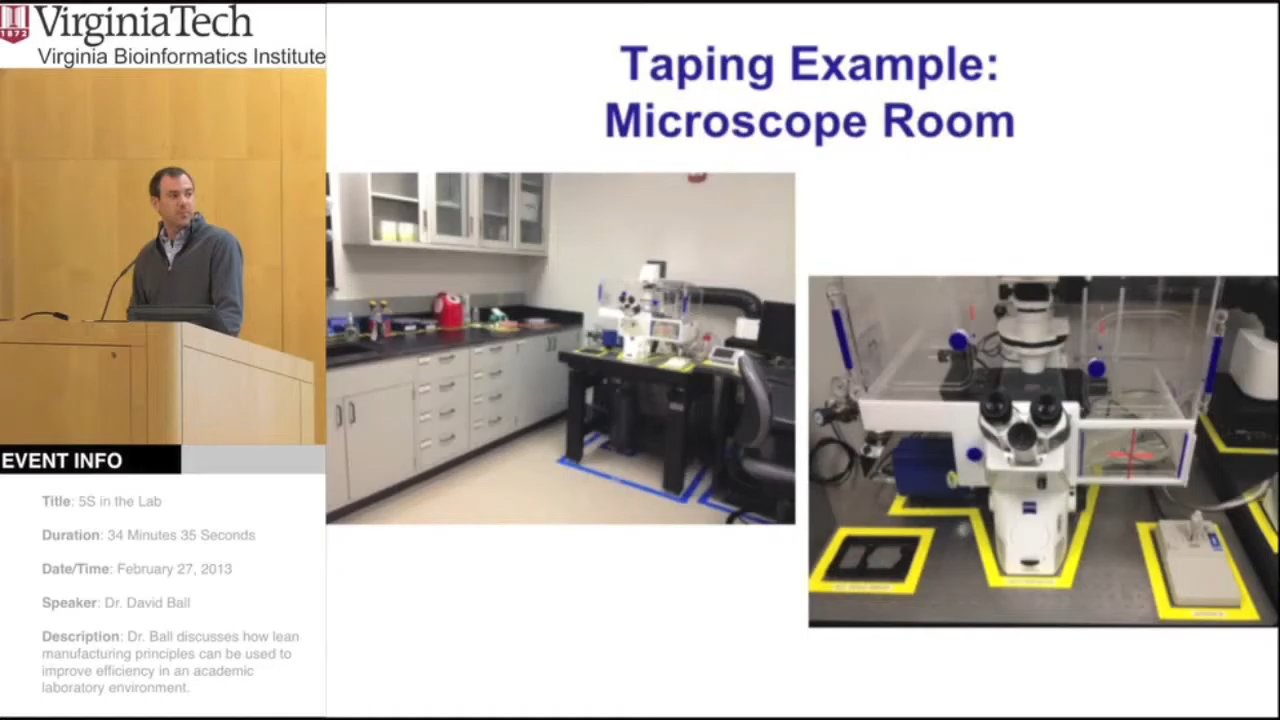 1872
VirginiaTech
Virginia Bioinformatics Institute
Taping Example:
Microscope Room
EVENT INFO
Title: 5S in the Lab
Duration: 34 Minutes 35 Seconds
Date/Time: February 27, 2013
Speaker: Dr. David Ball
Description: Dr. Ball discusses how lean
manufacturing principles can be used to
improve efficiency in an academic
laboratory environment.